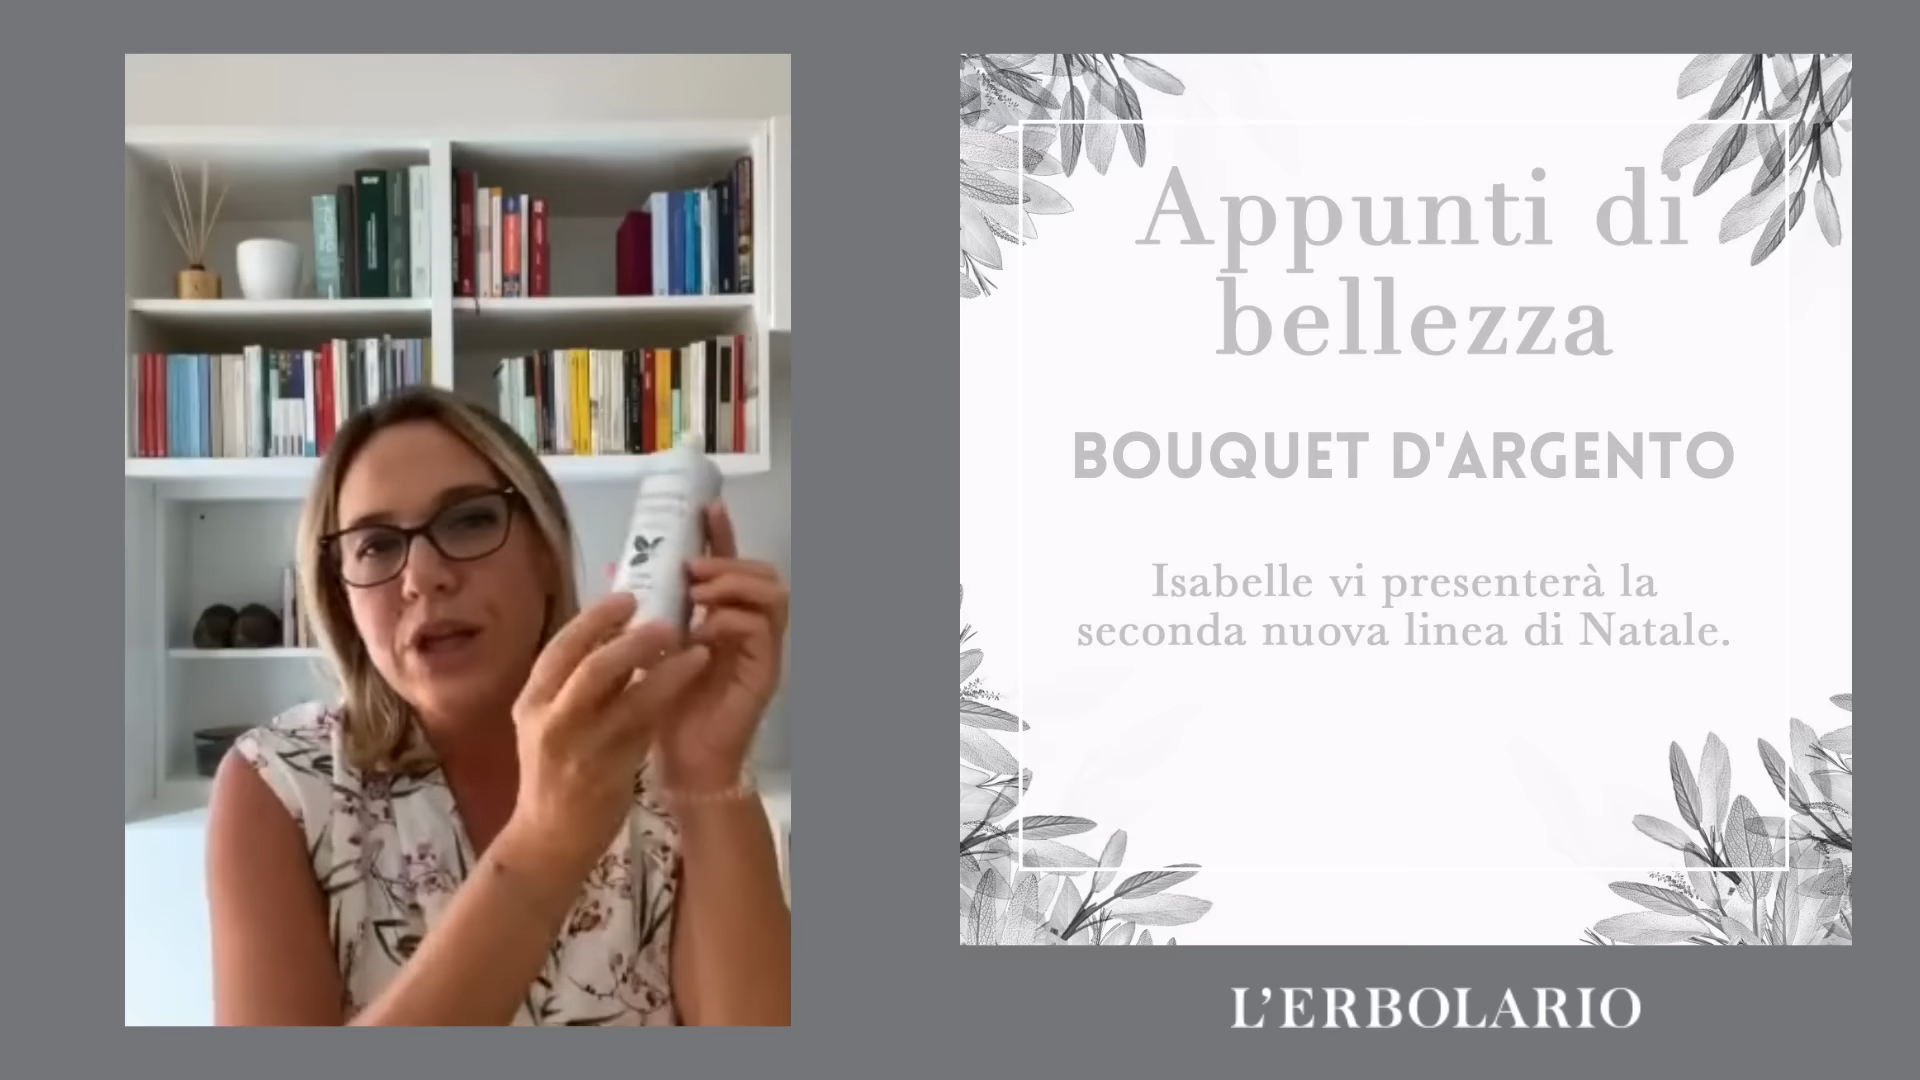 Appunti di
bellezza
BOUQUET D'ARGENTO
Isabelle vi presenterà la
seconda nuova linea di Natale.
L'ERBOLARIO